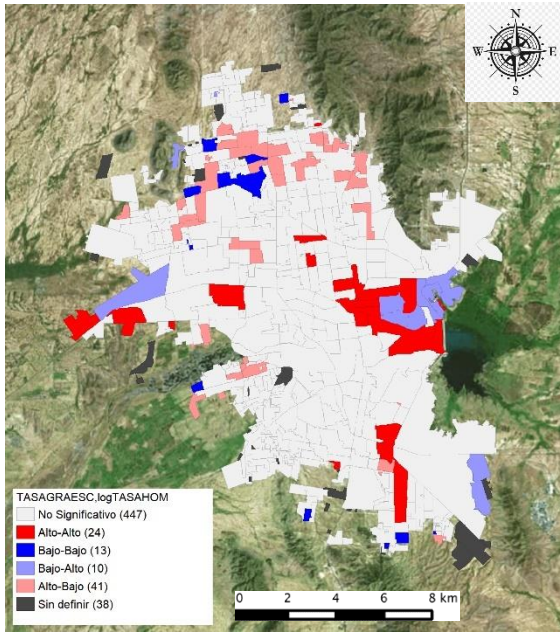 N
W E
S
TASAGRAESC,logTASAHOM
No Significativo (447)
Alto-Alto (24)
Bajo-Bajo (13)
Bajo-Alto (10)
Alto-Bajo (41)
Sin definir (38)
0 2 4 6 8 km